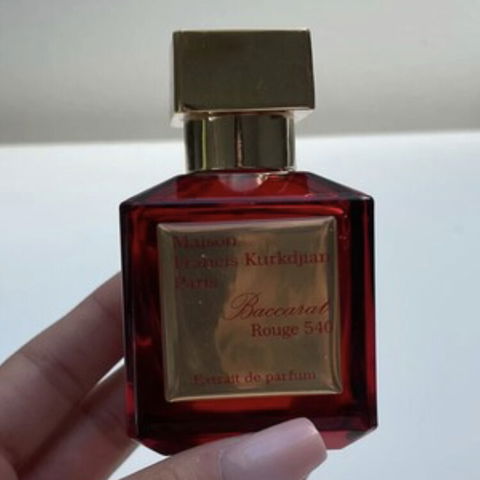 Maison
Francis Kurkdjian
Paris
Baccarat
Rouge 540
Extrait de parfum